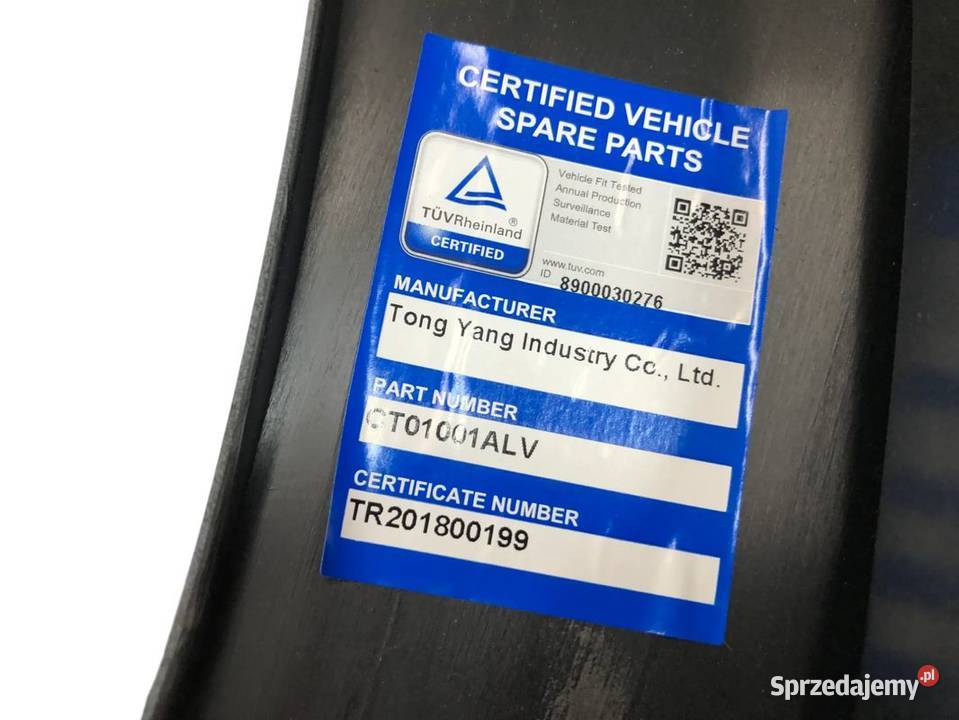 CERTIFIED VEHICLE
SPARE PARTS
TÜVRheinland®
CERTIFIED
Vehicle Fit Tested
Annual Production
Surveillance
Material Test
www.tuv.com
ID 8900030276
MANUFACTURER
Tong Yang Industry Co., Ltd.
PART NUMBER
CT01001ALV
CERTIFICATE NUMBER
TR201800199
Sprzedajemy.pl